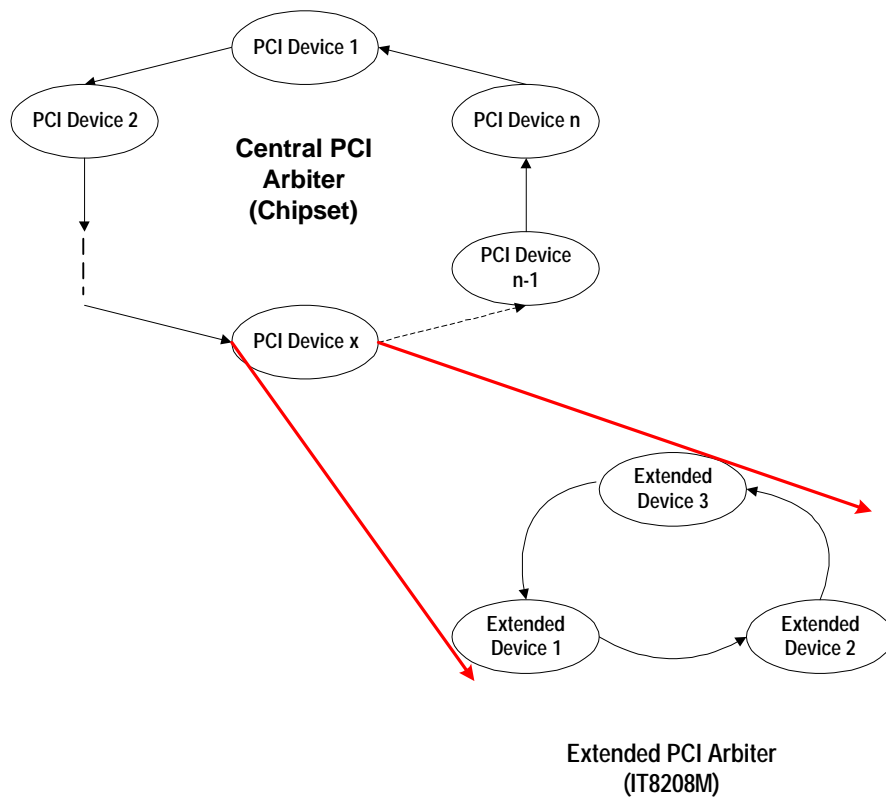 PCI Device 1
PCI Device 2
PCI Device n
Central PCI
Arbiter
(Chipset)
PCI Device
n-1
PCI Device x
Extended
Device 3
Extended
Device 1
Extended
Device 2
Extended PCI Arbiter
(IT8208M)